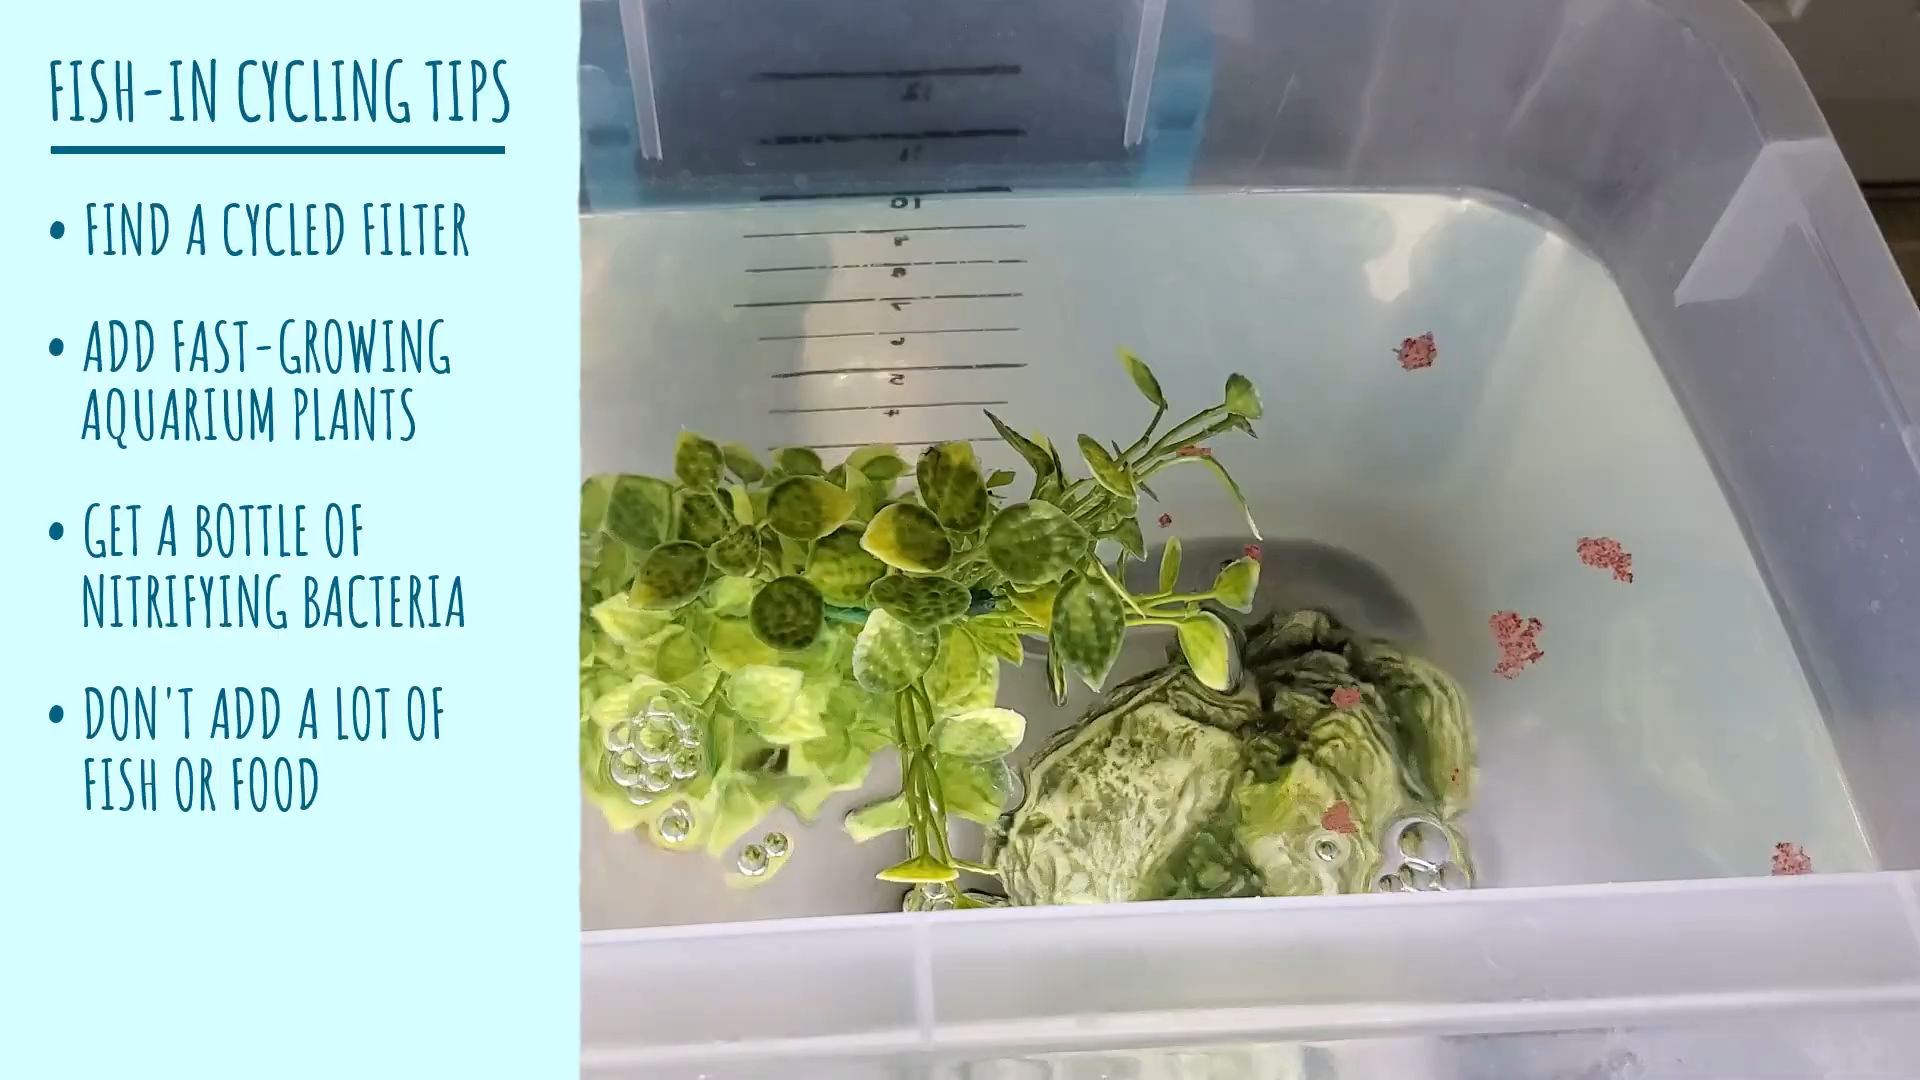 FISH-IN CYCLING TIPS
• FIND A CYCLED FILTER
• ADD FAST-GROWING
AQUARIUM PLANTS
• GET A BOTTLE OF
NITRIFYING BACTERIA
• DON'T ADD A LOT OF
FISH OR FOOD
10